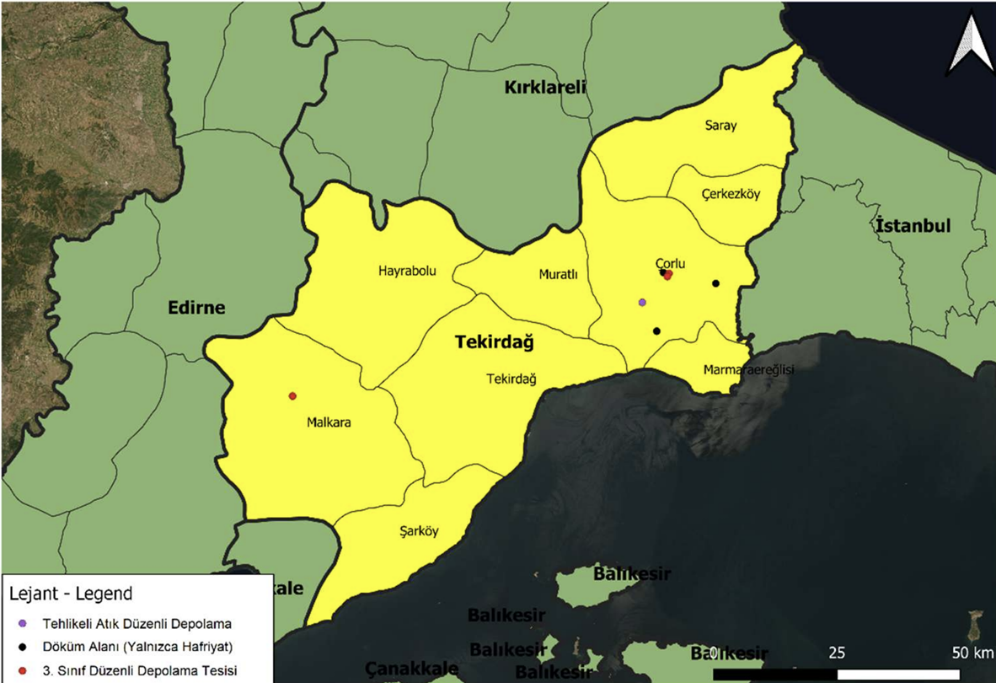 Kırklareli
Saray
Çerkezköy
İstanbul
Hayrabolu
Muratlı
Çorlu
Edirne
Tekirdağ
Tekirdağ
Marmaraereğlisi
Malkara
Şarköy
Balıkesir
kale
Balıkesir
Balıkesir
Balıkesir
Çanakkale
Balıkesir
Lejant - Legend
Tehlikeli Atık Düzenli Depolama
Döküm Alanı (Yalnızca Hafriyat)
3. Sınıf Düzenli Depolama Tesisi
0 25 50 km